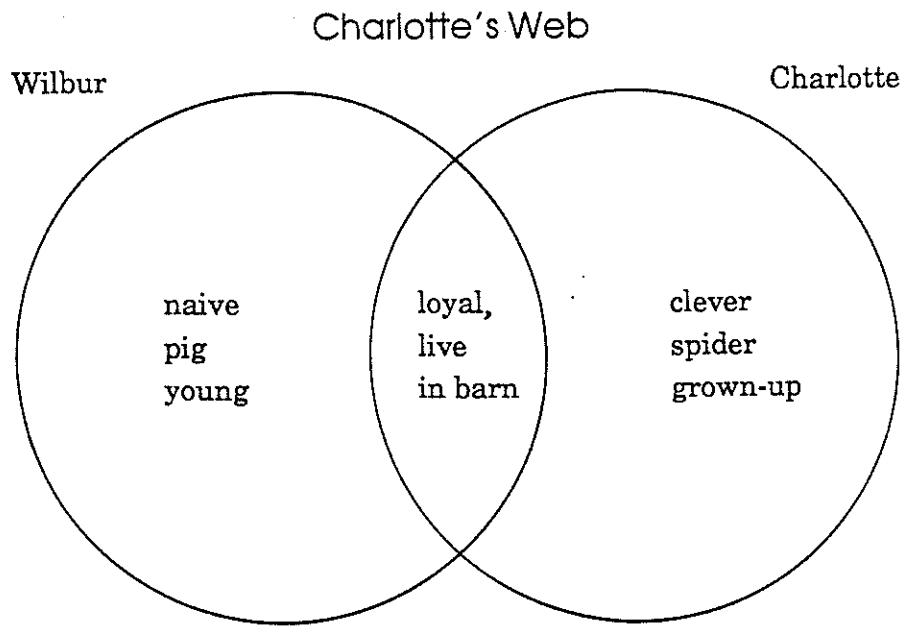 Charlotte's Web
Wilbur
Charlotte
naive
pig
young
loyal,
live
in barn
clever
spider
grown-up